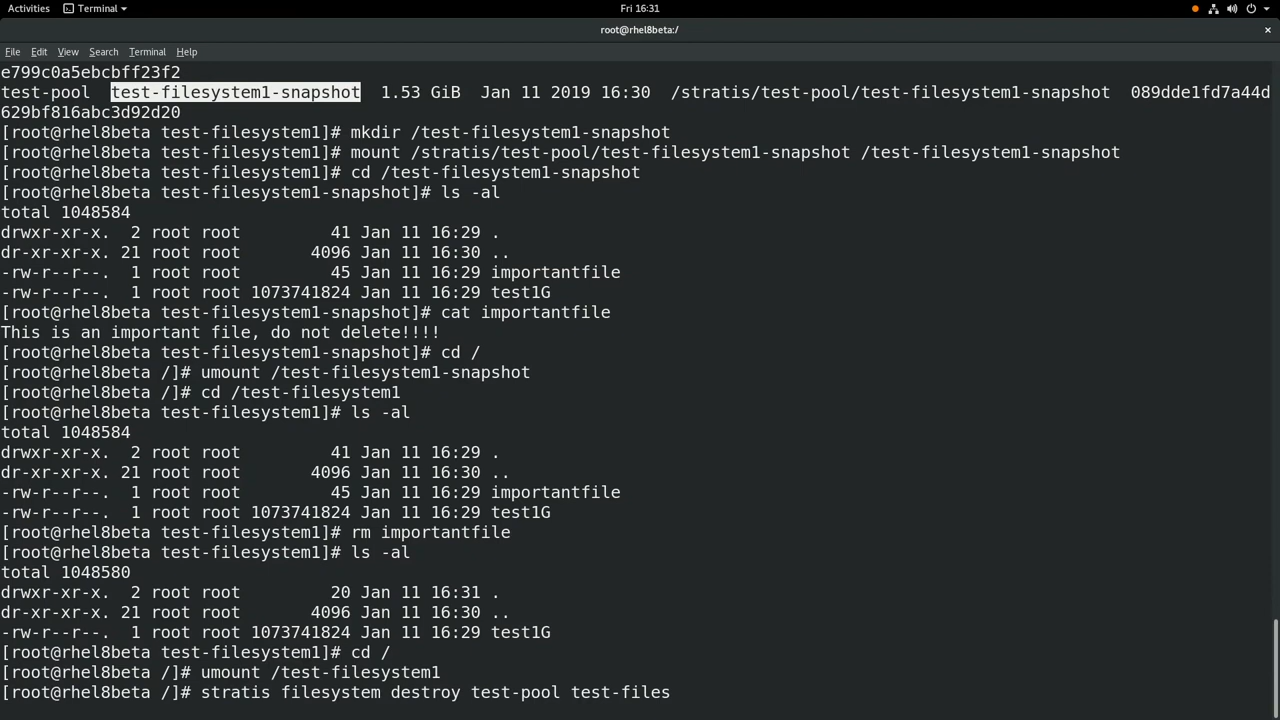 Activities Terminal Fri 16:31
root@rhel8beta:/ ×
File Edit View Search Terminal Help
e799c0a5ebcbff23f2
test-pool test-filesystem1-snapshot 1.53 GiB Jan 11 2019 16:30 /stratis/test-pool/test-filesystem1-snapshot 089dde1fd7a44d
629bf816abc3d92d20
[root@rhel8beta test-filesystem1]# mkdir /test-filesystem1-snapshot
[root@rhel8beta test-filesystem1]# mount /stratis/test-pool/test-filesystem1-snapshot /test-filesystem1-snapshot
[root@rhel8beta test-filesystem1]# cd /test-filesystem1-snapshot
[root@rhel8beta test-filesystem1-snapshot]# ls -al
total 1048584
drwxr-xr-x. 2 root root 41 Jan 11 16:29 .
dr-xr-xr-x. 21 root root 4096 Jan 11 16:30 ..
-rw-r--r--. 1 root root 45 Jan 11 16:29 importantfile
-rw-r--r--. 1 root root 1073741824 Jan 11 16:29 test1G
[root@rhel8beta test-filesystem1-snapshot]# cat importantfile
This is an important file, do not delete!!!!
[root@rhel8beta test-filesystem1-snapshot]# cd /
[root@rhel8beta /]# umount /test-filesystem1-snapshot
[root@rhel8beta /]# cd /test-filesystem1
[root@rhel8beta test-filesystem1]# ls -al
total 1048584
drwxr-xr-x. 2 root root 41 Jan 11 16:29 .
dr-xr-xr-x. 21 root root 4096 Jan 11 16:30 ..
-rw-r--r--. 1 root root 45 Jan 11 16:29 importantfile
-rw-r--r--. 1 root root 1073741824 Jan 11 16:29 test1G
[root@rhel8beta test-filesystem1]# rm importantfile
[root@rhel8beta test-filesystem1]# ls -al
total 1048580
drwxr-xr-x. 2 root root 20 Jan 11 16:31 .
dr-xr-xr-x. 21 root root 4096 Jan 11 16:30 ..
-rw-r--r--. 1 root root 1073741824 Jan 11 16:29 test1G
[root@rhel8beta test-filesystem1]# cd /
[root@rhel8beta /]# umount /test-filesystem1
[root@rhel8beta /]# stratis filesystem destroy test-pool test-files